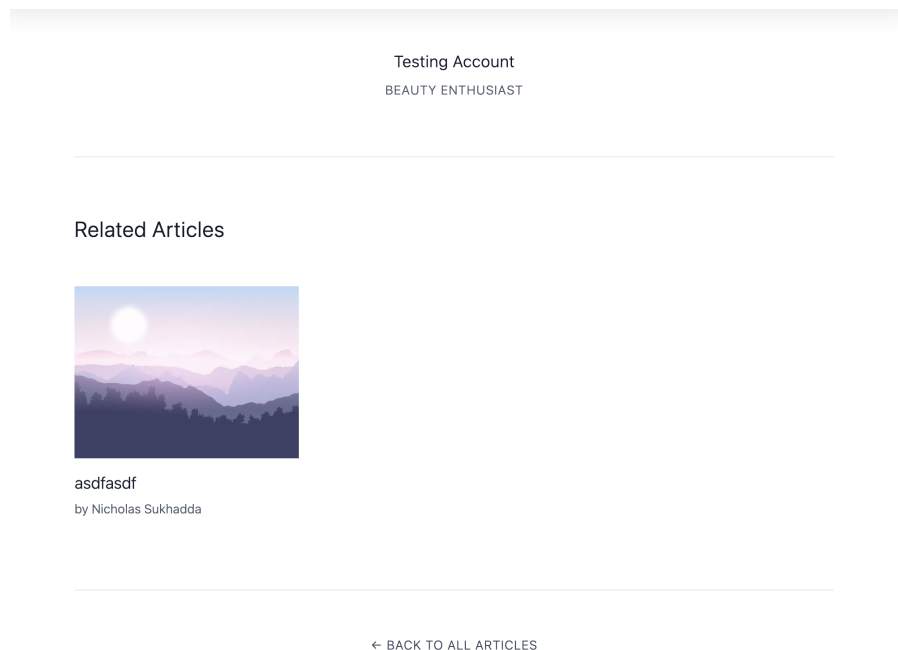 Testing Account
BEAUTY ENTHUSIAST
Related Articles
asdfasdf
by Nicholas Sukhadda
← BACK TO ALL ARTICLES